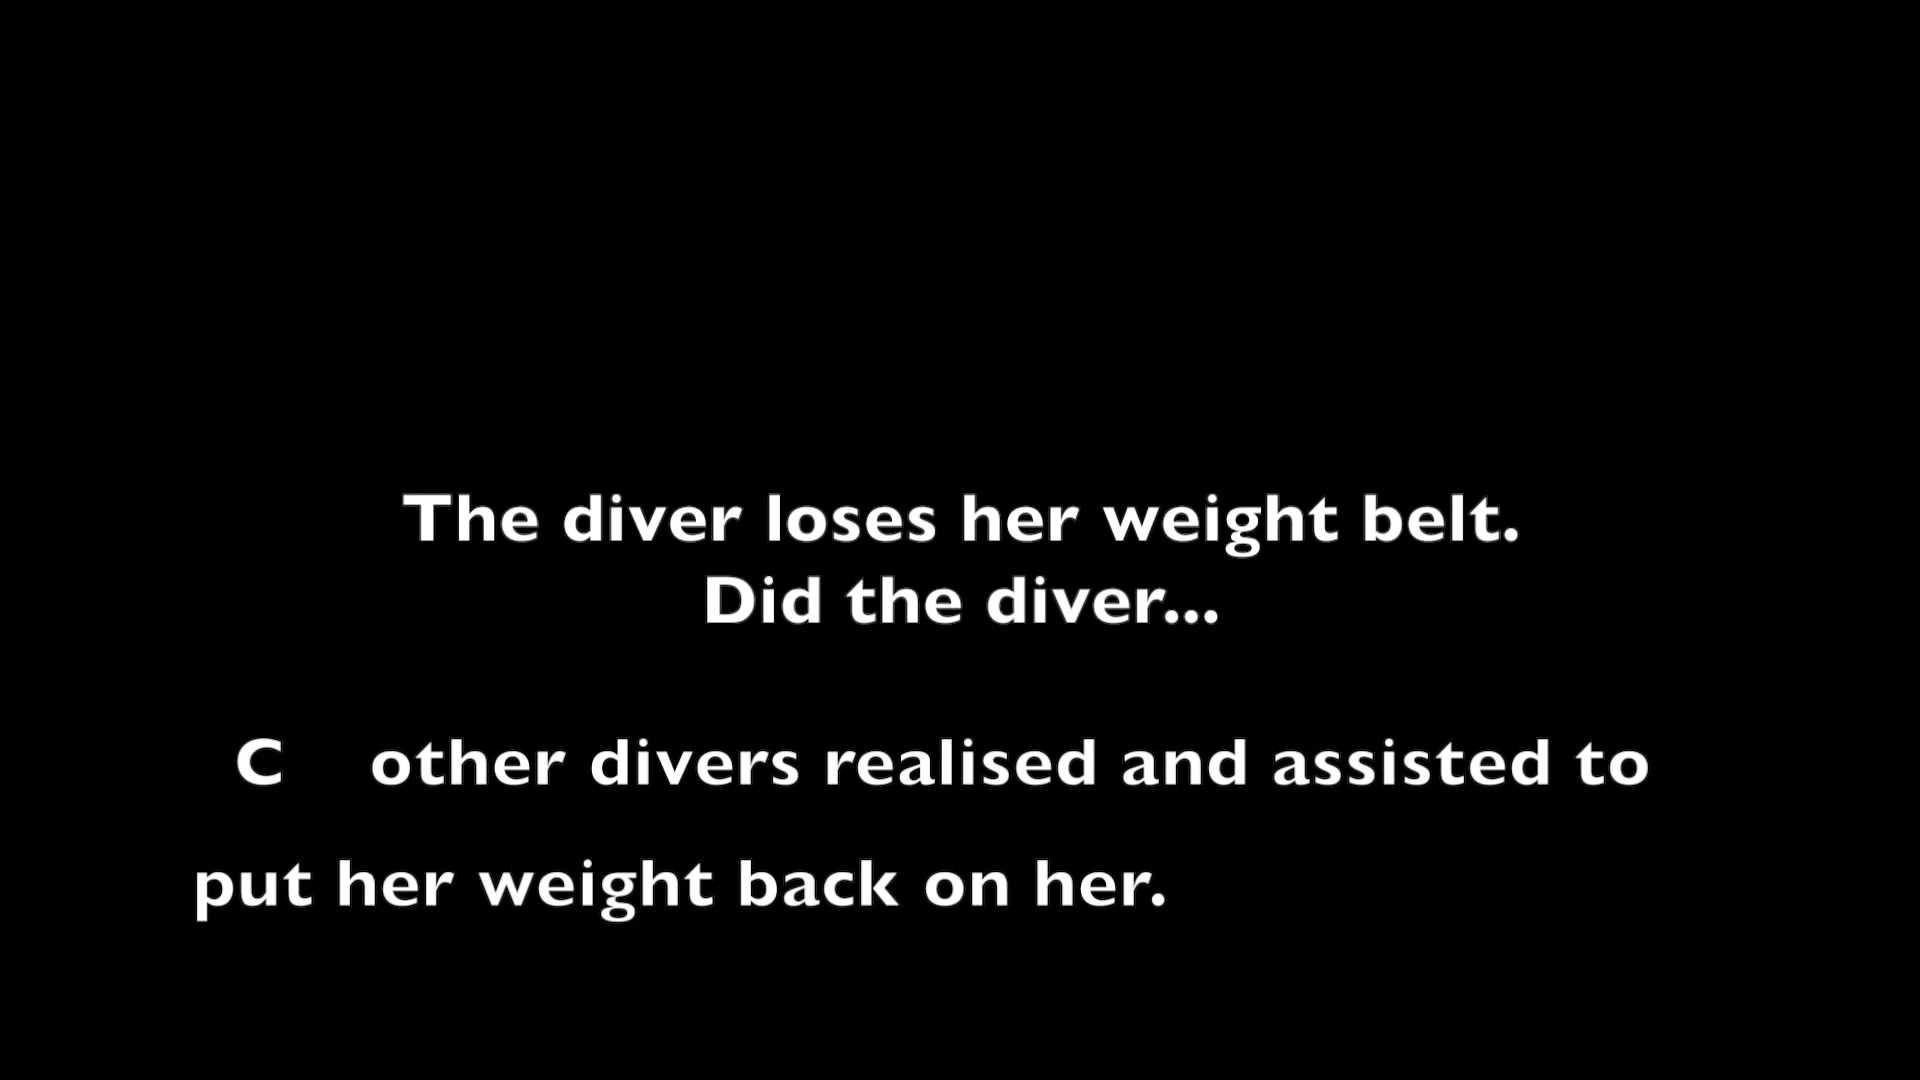 The diver loses her weight belt.
Did the diver...
C other divers realised and assisted to
put her weight back on her.